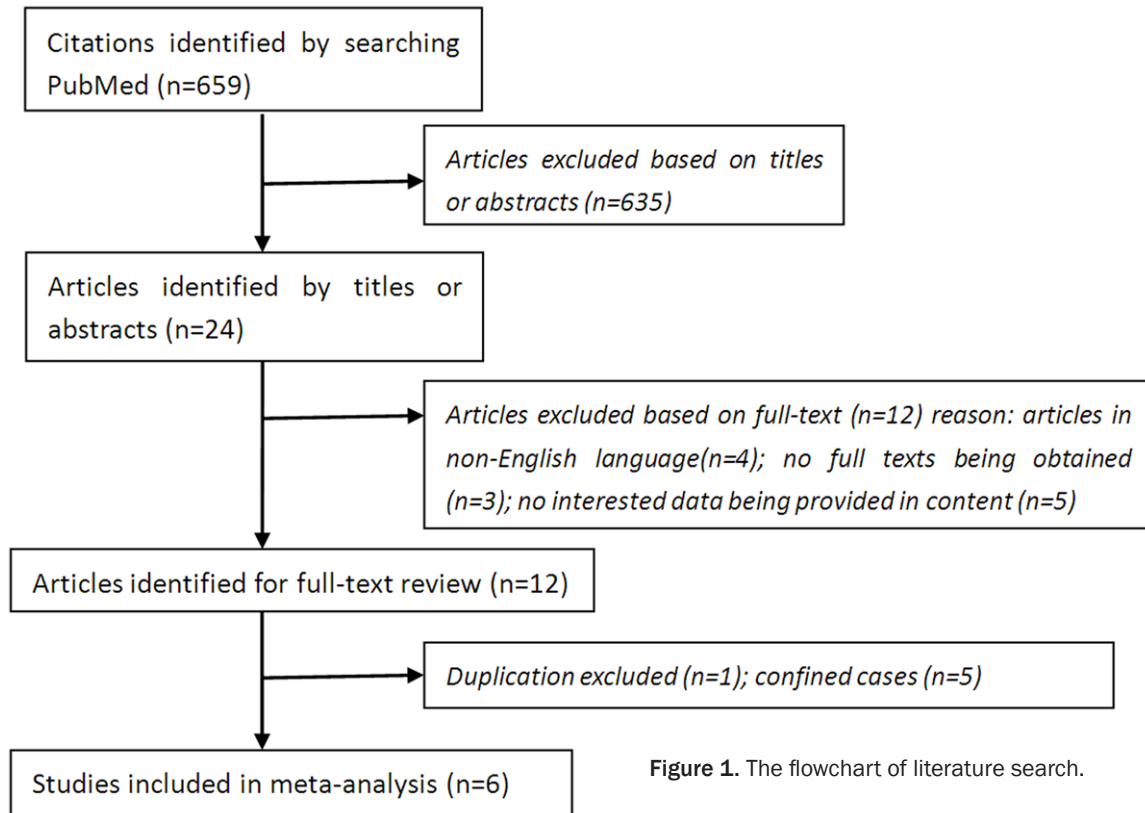 Citations identified by searching
PubMed (n=659)
Articles excluded based on titles
or abstracts (n=635)
Articles identified by titles or
abstracts (n=24)
Articles excluded based on full-text (n=12) reason: articles in
non-English language(n=4); no full texts being obtained
(n=3); no interested data being provided in content (n=5)
Articles identified for full-text review (n=12)
Duplication excluded (n=1); confined cases (n=5)
Studies included in meta-analysis (n=6)
Figure 1. The flowchart of literature search.